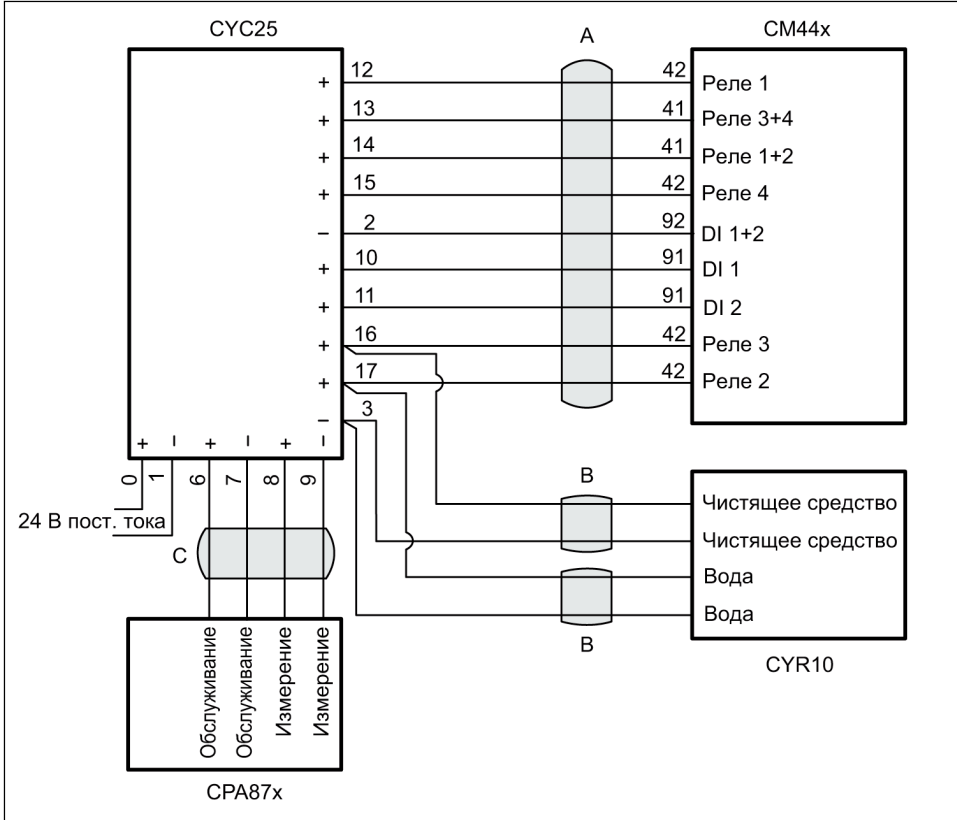 CYC25
A
CM44x
+ 12 42 Реле 1
+ 13 41 Реле 3+4
+ 14 41 Реле 1+2
+ 15 42 Реле 4
– 2 92 DI 1+2
+ 10 91 DI 1
+ 11 91 DI 2
+ 16 42 Реле 3
+ 17 42 Реле 2
– 3
+ – + – + –
0 1 6 7 8 9
24 В пост. тока
C
B
Чистящее средство
Чистящее средство
Вода
Вода
B
CYR10
Обслуживание
Обслуживание
Измерение
Измерение
CPA87x